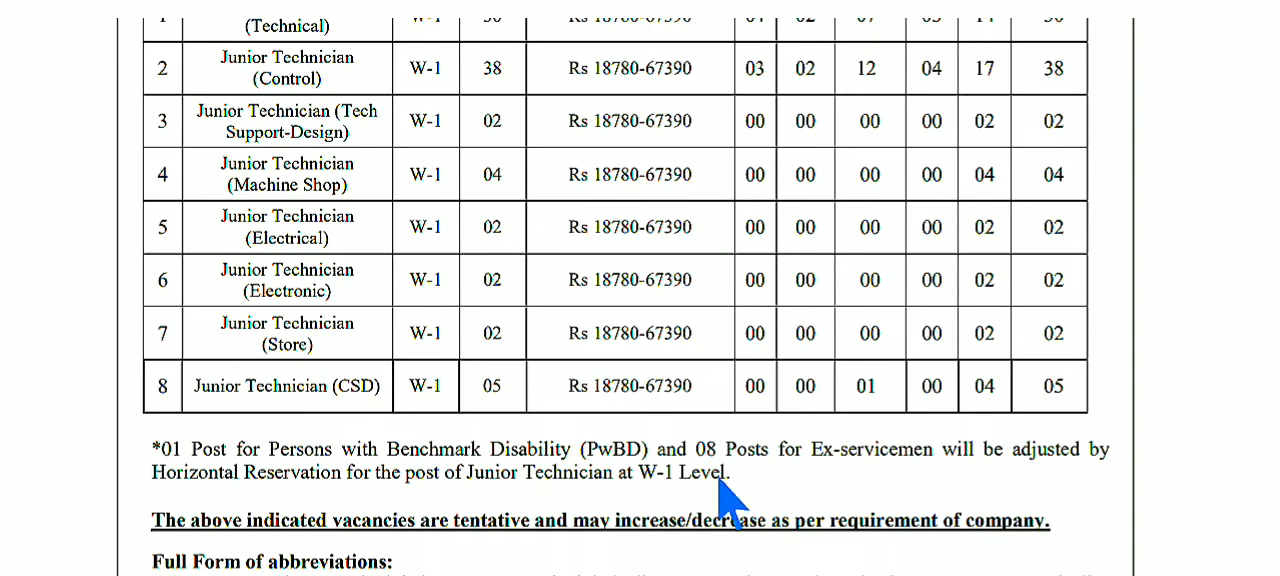 (Technical)
2 Junior Technician (Control) W-1 38 Rs 18780-67390 03 02 12 04 17 38
3 Junior Technician (Tech Support-Design) W-1 02 Rs 18780-67390 00 00 00 00 02 02
4 Junior Technician (Machine Shop) W-1 04 Rs 18780-67390 00 00 00 00 04 04
5 Junior Technician (Electrical) W-1 02 Rs 18780-67390 00 00 00 00 02 02
6 Junior Technician (Electronic) W-1 02 Rs 18780-67390 00 00 00 00 02 02
7 Junior Technician (Store) W-1 02 Rs 18780-67390 00 00 00 00 02 02
8 Junior Technician (CSD) W-1 05 Rs 18780-67390 00 00 01 00 04 05
*01 Post for Persons with Benchmark Disability (PwBD) and 08 Posts for Ex-servicemen will be adjusted by
Horizontal Reservation for the post of Junior Technician at W-1 Level.
The above indicated vacancies are tentative and may increase/decrease as per requirement of company.
Full Form of abbreviations: